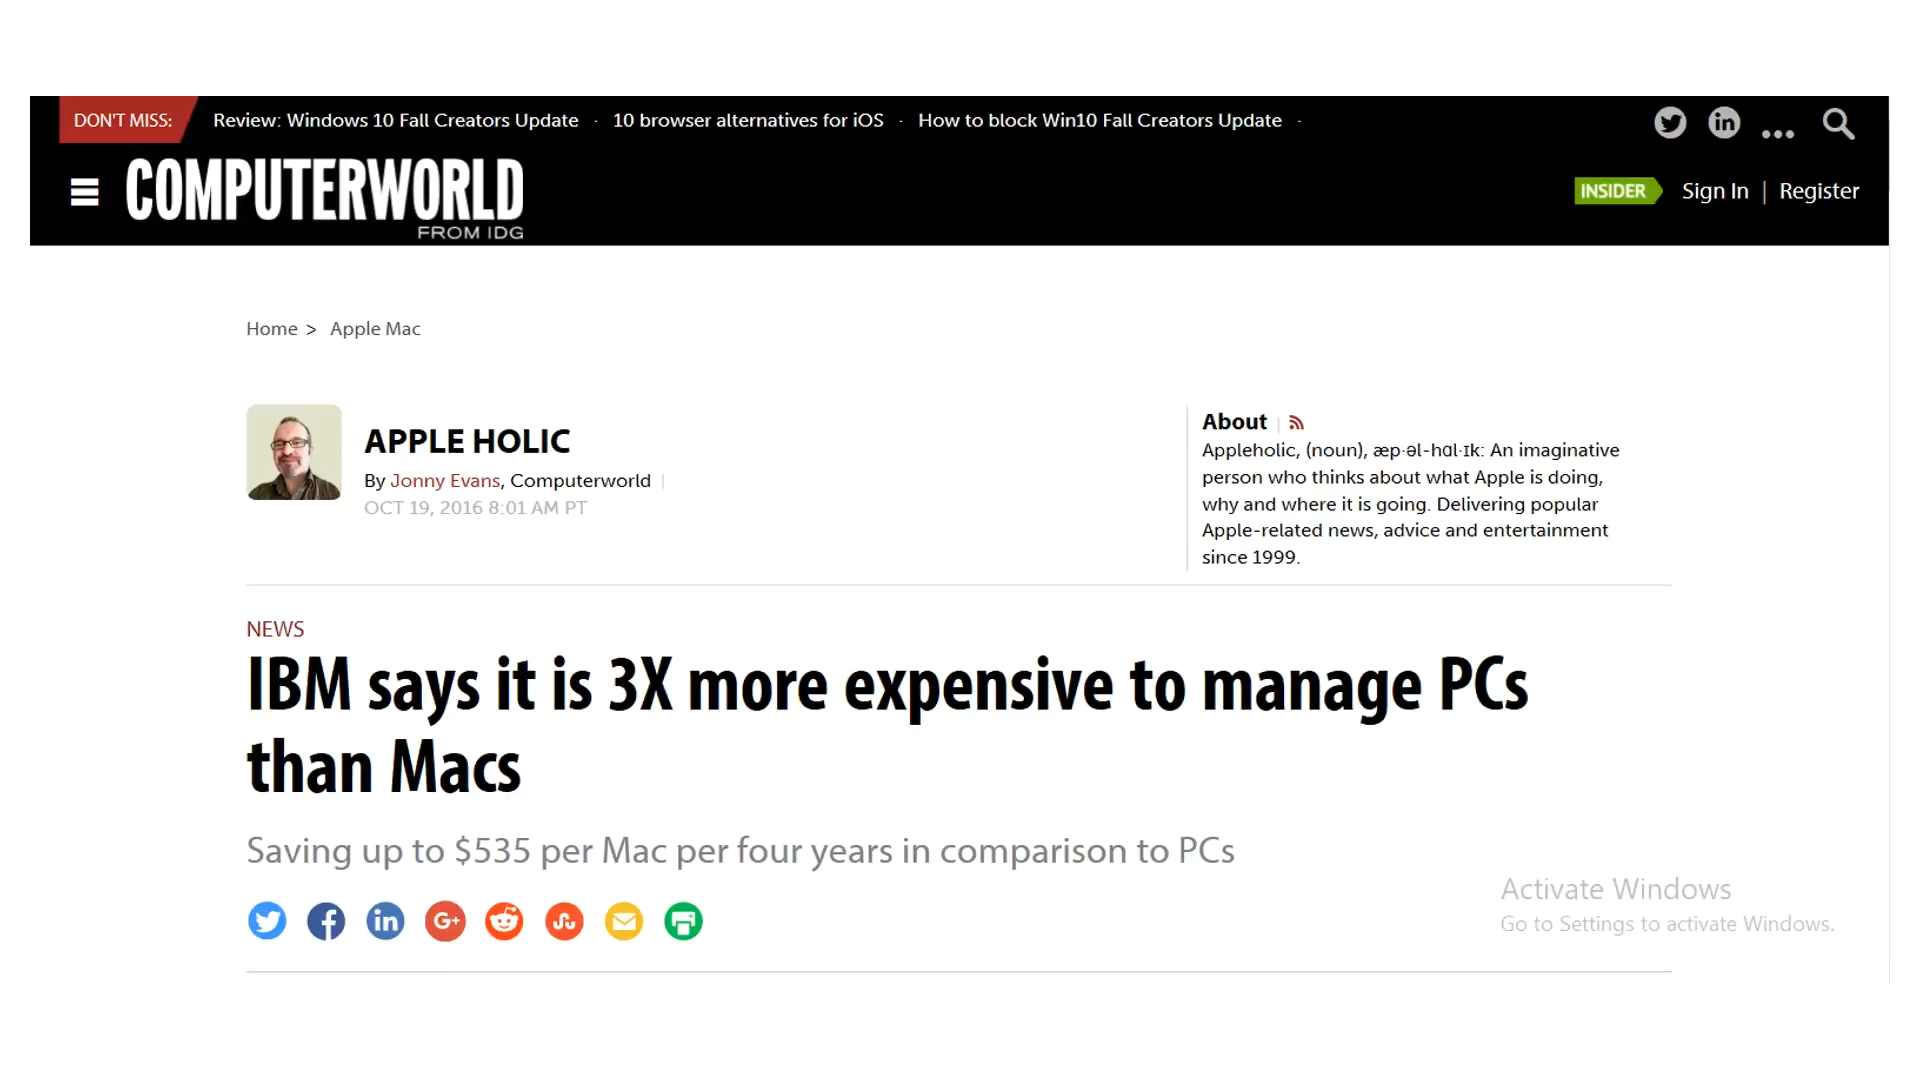 DON'T MISS: Review: Windows 10 Fall Creators Update · 10 browser alternatives for iOS · How to block Win10 Fall Creators Update ·
COMPUTERWORLD
FROM IDG
INSIDER Sign In | Register
Home > Apple Mac
APPLE HOLIC
By Jonny Evans, Computerworld |
OCT 19, 2016 8:01 AM PT
About |
Appleholic, (noun), æp·əl-hɑl·ɪk: An imaginative
person who thinks about what Apple is doing,
why and where it is going. Delivering popular
Apple-related news, advice and entertainment
since 1999.
NEWS
IBM says it is 3X more expensive to manage PCs
than Macs
Saving up to $535 per Mac per four years in comparison to PCs
Activate Windows
Go to Settings to activate Windows.